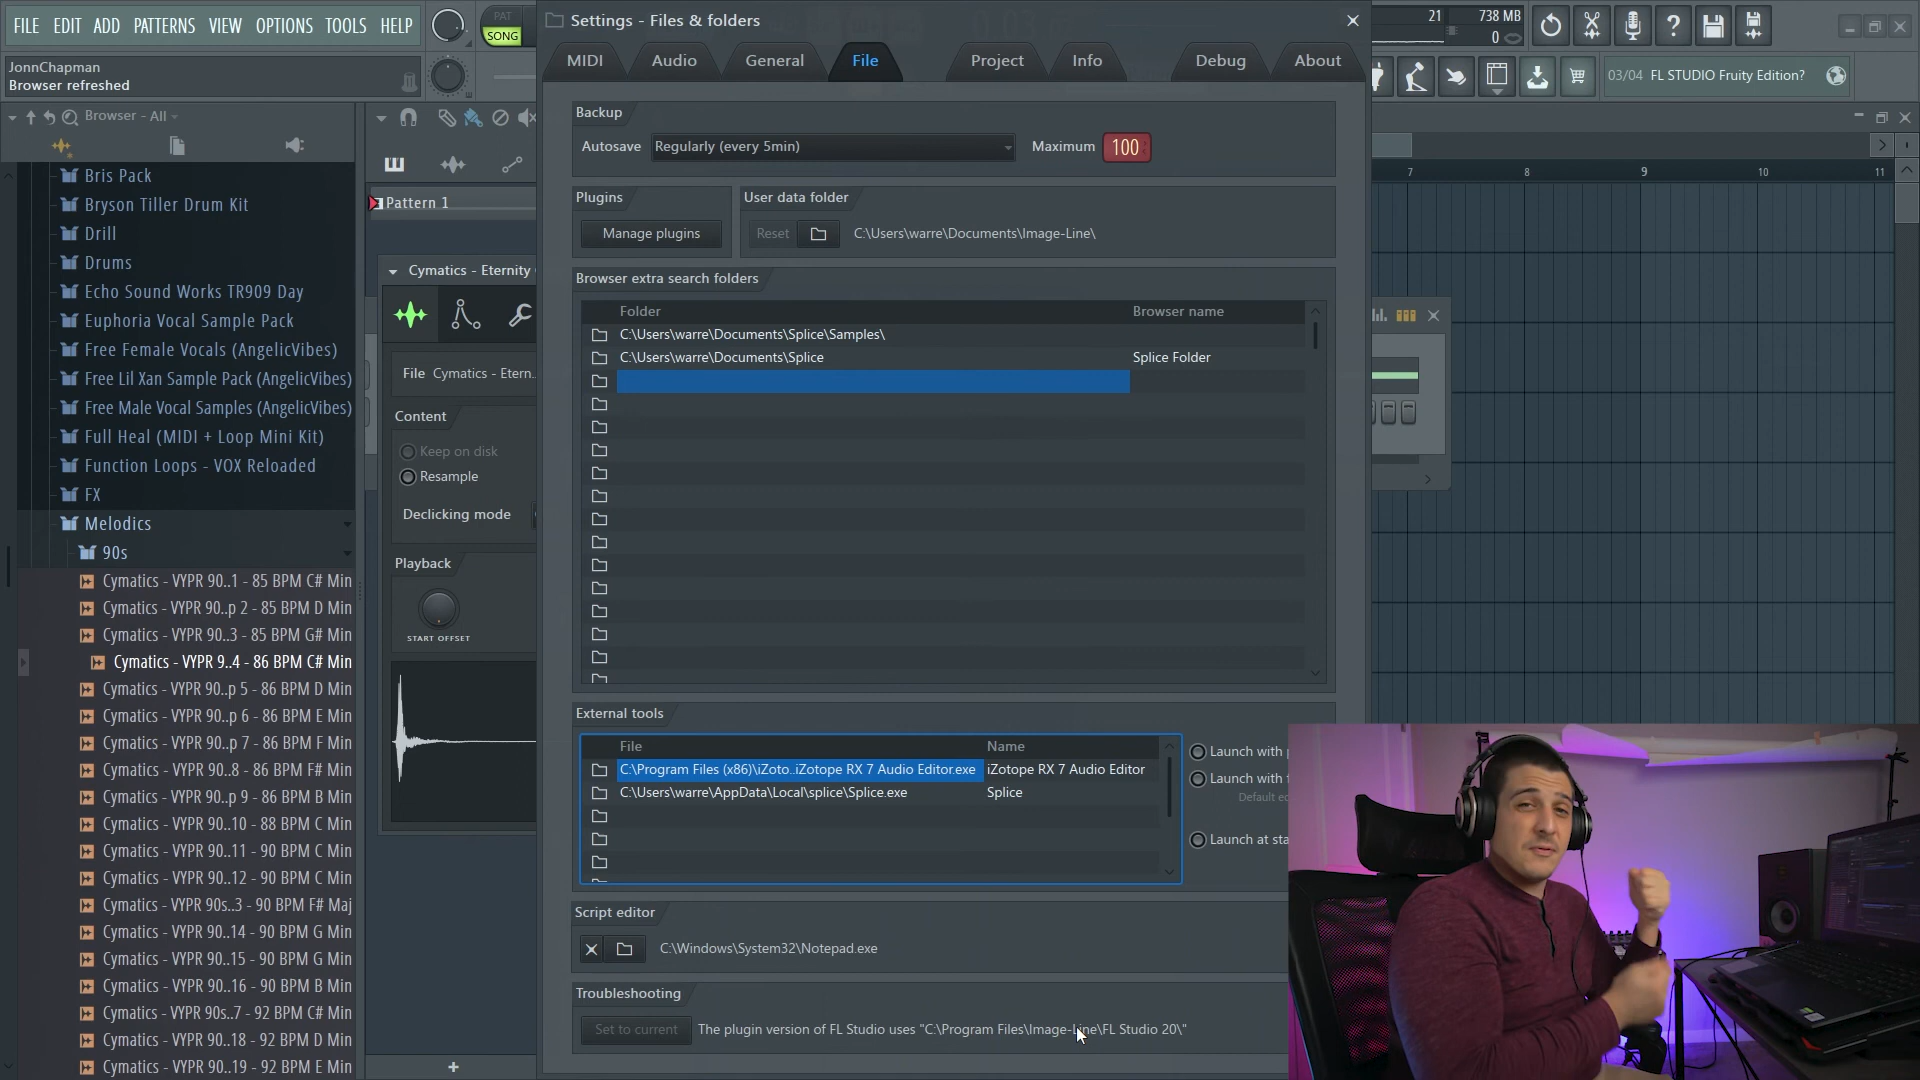 FILE EDIT ADD PATTERNS VIEW OPTIONS TOOLS HELP
PAT
SONG
Settings - Files & folders
21
738 MB
0
MIDI
Audio
General
File
Project
Info
Debug
About
JonnChapman
Browser refreshed
03/04 FL STUDIO Fruity Edition?
Browser - All
Backup
Autosave
Regularly (every 5min)
Maximum
100
Plugins
User data folder
Manage plugins
Reset
C:\Users\warre\Documents\Image-Line\
Browser extra search folders
Folder
Browser name
C:\Users\warre\Documents\Splice\Samples\
C:\Users\warre\Documents\Splice
Splice Folder
7
8
9
10
11
Bris Pack
Bryson Tiller Drum Kit
Drill
Drums
Echo Sound Works TR909 Day
Euphoria Vocal Sample Pack
Free Female Vocals (AngelicVibes)
Free Lil Xan Sample Pack (AngelicVibes)
Free Male Vocal Samples (AngelicVibes)
Full Heal (MIDI + Loop Mini Kit)
Function Loops - VOX Reloaded
FX
Melodics
90s
Cymatics - VYPR 90..1 - 85 BPM C# Min
Cymatics - VYPR 90..p 2 - 85 BPM D Min
Cymatics - VYPR 90..3 - 85 BPM G# Min
Cymatics - VYPR 9..4 - 86 BPM C# Min
Cymatics - VYPR 90..p 5 - 86 BPM D Min
Cymatics - VYPR 90..p 6 - 86 BPM E Min
Cymatics - VYPR 90..p 7 - 86 BPM F Min
Cymatics - VYPR 90..8 - 86 BPM F# Min
Cymatics - VYPR 90..p 9 - 86 BPM B Min
Cymatics - VYPR 90..10 - 88 BPM C Min
Cymatics - VYPR 90..11 - 90 BPM C Min
Cymatics - VYPR 90..12 - 90 BPM C Min
Cymatics - VYPR 90s..3 - 90 BPM F# Maj
Cymatics - VYPR 90..14 - 90 BPM G Min
Cymatics - VYPR 90..15 - 90 BPM G Min
Cymatics - VYPR 90..16 - 90 BPM B Min
Cymatics - VYPR 90s..7 - 92 BPM C# Min
Cymatics - VYPR 90..18 - 92 BPM D Min
Cymatics - VYPR 90..19 - 92 BPM E Min
Pattern 1
Cymatics - Eternity
File Cymatics - Etern..
Content
Keep on disk
Resample
Declicking mode
Playback
START OFFSET
External tools
File
Name
C:\Program Files (x86)\iZoto..iZotope RX 7 Audio Editor.exe
iZotope RX 7 Audio Editor
C:\Users\warre\AppData\Local\splice\Splice.exe
Splice
Launch with
Launch with
Launch at
Script editor
C:\Windows\System32\Notepad.exe
Troubleshooting
Set to current
The plugin version of FL Studio uses "C:\Program Files\Image-Line\FL Studio 20\"